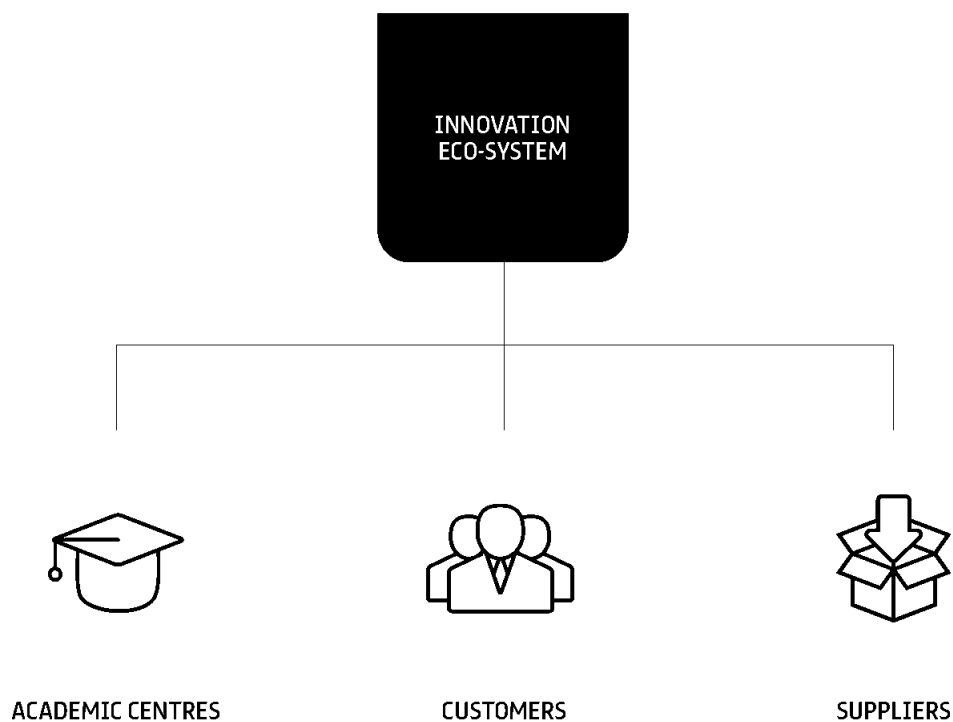 INNOVATION
ECO-SYSTEM
ACADEMIC CENTRES
CUSTOMERS
SUPPLIERS